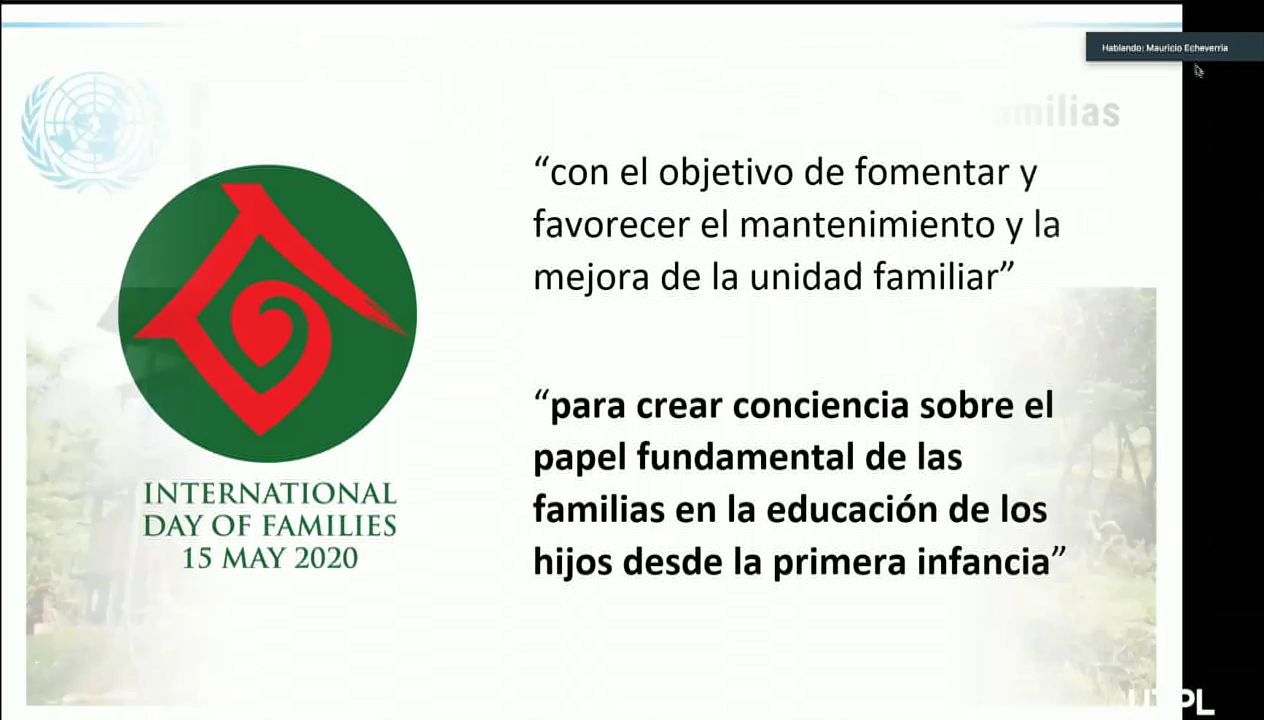 Hablando: Mauricio Echeverria
“con el objetivo de fomentar y
favorecer el mantenimiento y la
mejora de la unidad familiar”
“para crear conciencia sobre el
papel fundamental de las
familias en la educación de los
hijos desde la primera infancia”
INTERNATIONAL
DAY OF FAMILIES
15 MAY 2020
UTPL